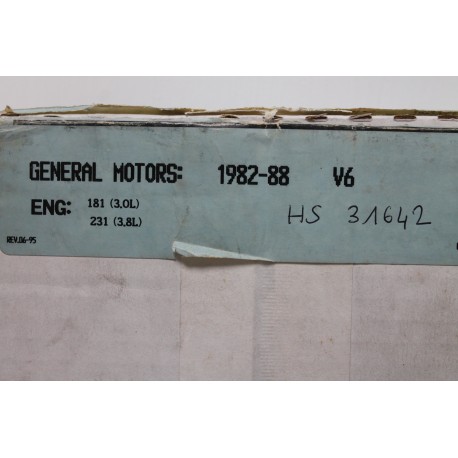 GENERAL MOTORS: 1982-88 V6
ENG: 181 (3.0L)
231 (3.8L)
HS 31642
REV.06-95